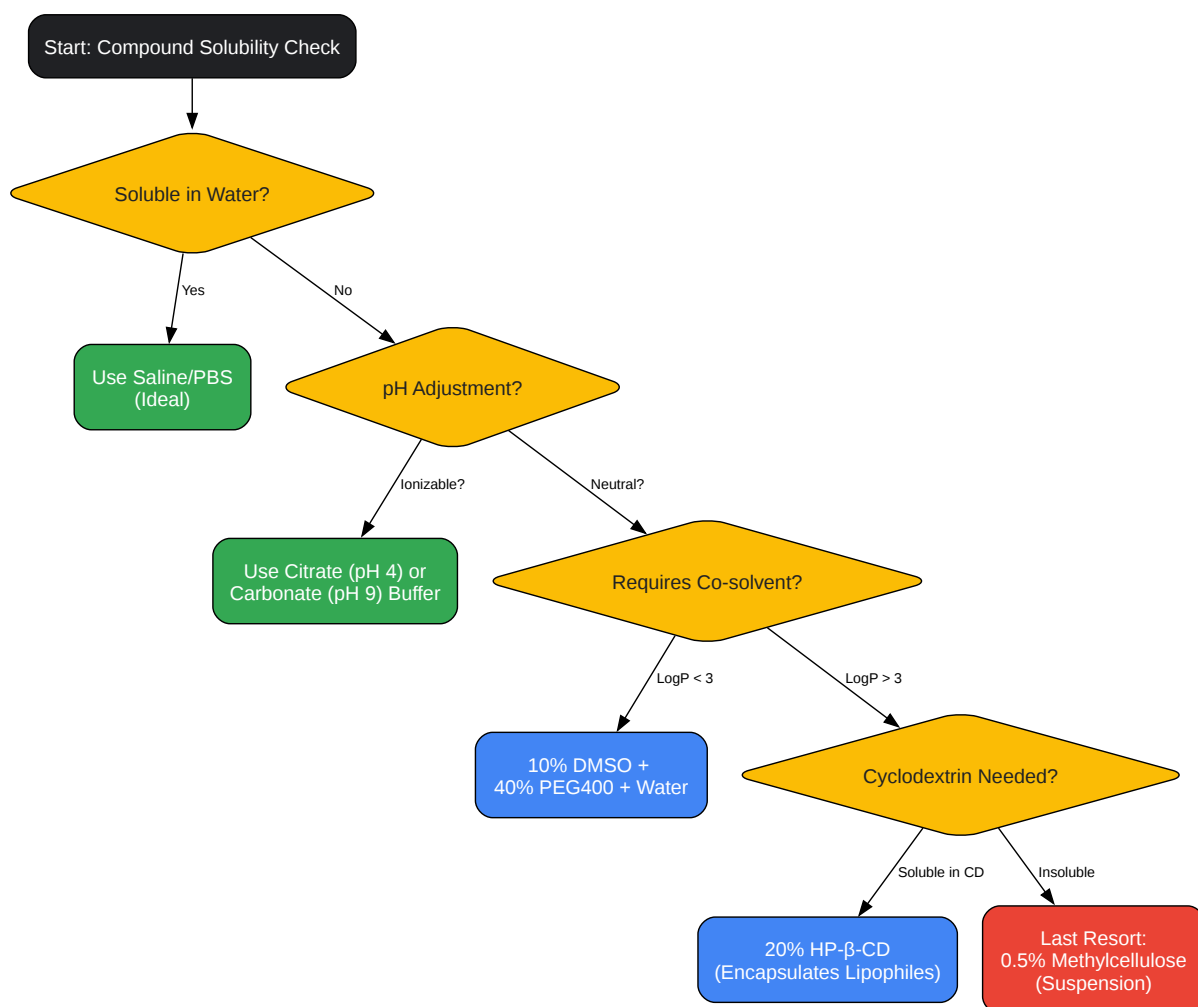 Start: Compound Solubility Check
Soluble in Water?
Yes
No
Use Saline/PBS
(Ideal)
pH Adjustment?
Ionizable?
Neutral?
Use Citrate (pH 4) or
Carbonate (pH 9) Buffer
Requires Co-solvent?
LogP < 3
LogP > 3
10% DMSO +
40% PEG400 + Water
Cyclodextrin Needed?
Soluble in CD
Insoluble
20% HP-β-CD
(Encapsulates Lipophiles)
Last Resort:
0.5% Methylcellulose
(Suspension)